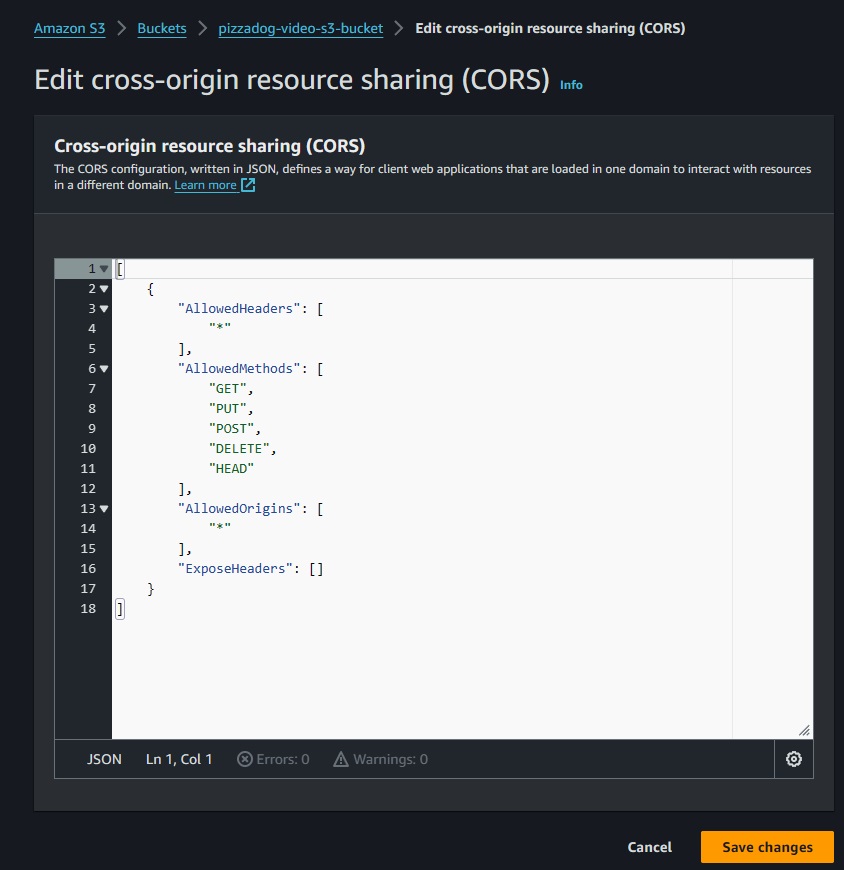 Amazon S3 > Buckets > pizzadog-video-s3-bucket > Edit cross-origin resource sharing (CORS)
Edit cross-origin resource sharing (CORS) Info
Cross-origin resource sharing (CORS)
The CORS configuration, written in JSON, defines a way for client web applications that are loaded in one domain to interact with resources
in a different domain. Learn more
1 [
2     {
3         "AllowedHeaders": [
4             "*"
5         ],
6         "AllowedMethods": [
7             "GET",
8             "PUT",
9             "POST",
10             "DELETE",
11             "HEAD"
12         ],
13         "AllowedOrigins": [
14             "*"
15         ],
16         "ExposeHeaders": []
17     }
18 ]
JSON Ln 1, Col 1 Errors: 0 Warnings: 0
Cancel Save changes